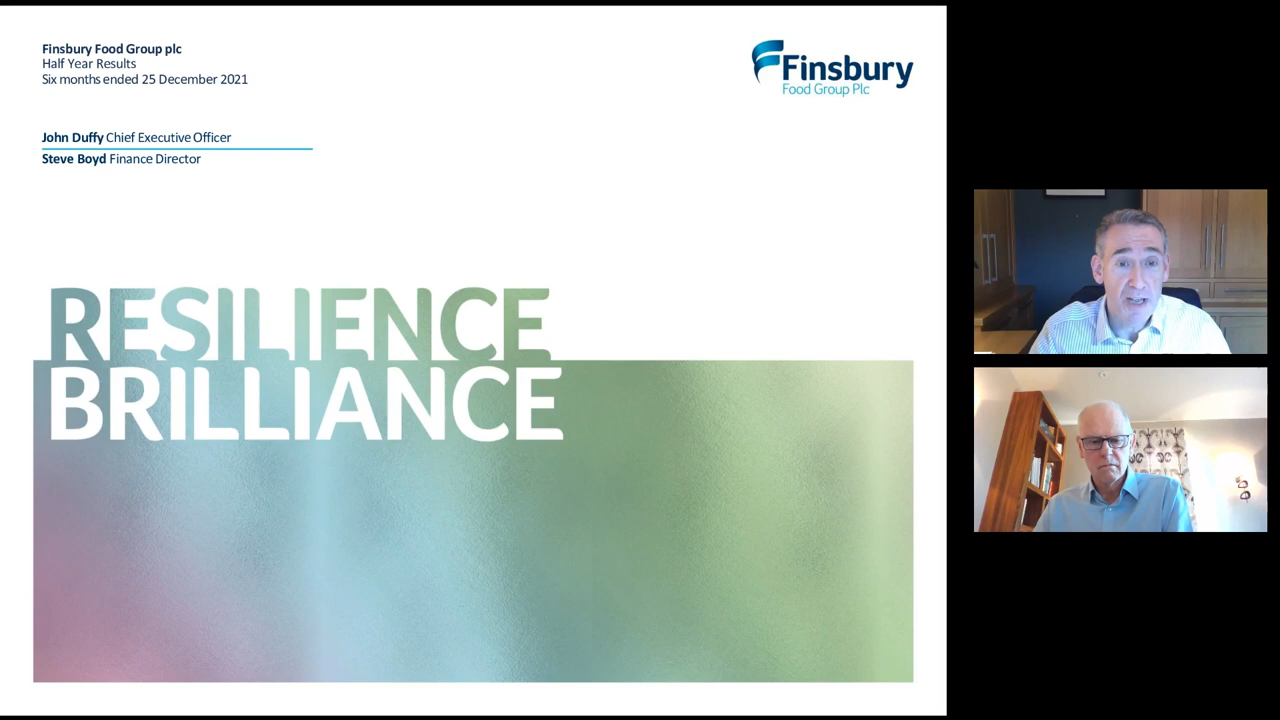 Finsbury Food Group plc
Half Year Results
Six months ended 25 December 2021
Finsbury
Food Group Plc
John Duffy Chief Executive Officer
Steve Boyd Finance Director
RESILIENCE
BRILLIANCE